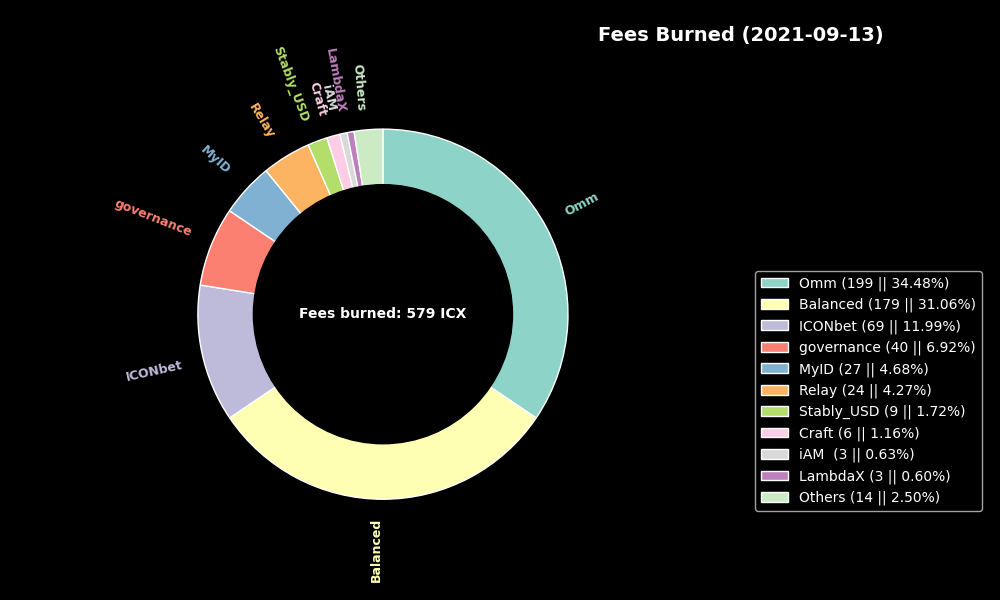 Fees Burned (2021-09-13)
Others
LambdaX
iAM
Craft
Stably_USD
Relay
MyID
governance
ICONbet
Balanced
Omm
Fees burned: 579 ICX
Omm (199 || 34.48%)
Balanced (179 || 31.06%)
ICONbet (69 || 11.99%)
governance (40 || 6.92%)
MyID (27 || 4.68%)
Relay (24 || 4.27%)
Stably_USD (9 || 1.72%)
Craft (6 || 1.16%)
iAM  (3 || 0.63%)
LambdaX (3 || 0.60%)
Others (14 || 2.50%)